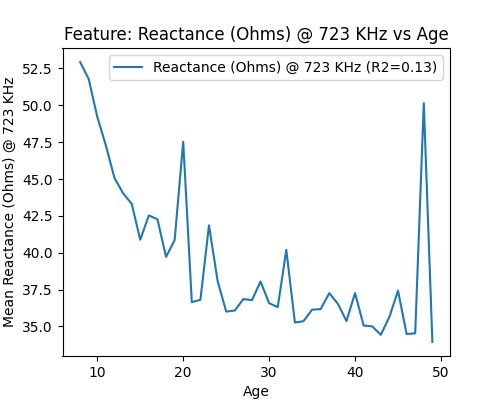 Feature: Reactance (Ohms) @ 723 KHz vs Age
Reactance (Ohms) @ 723 KHz (R2=0.13)
Mean Reactance (Ohms) @ 723 KHz
52.5
50.0
47.5
45.0
42.5
40.0
37.5
35.0
10 20 30 40 50
Age